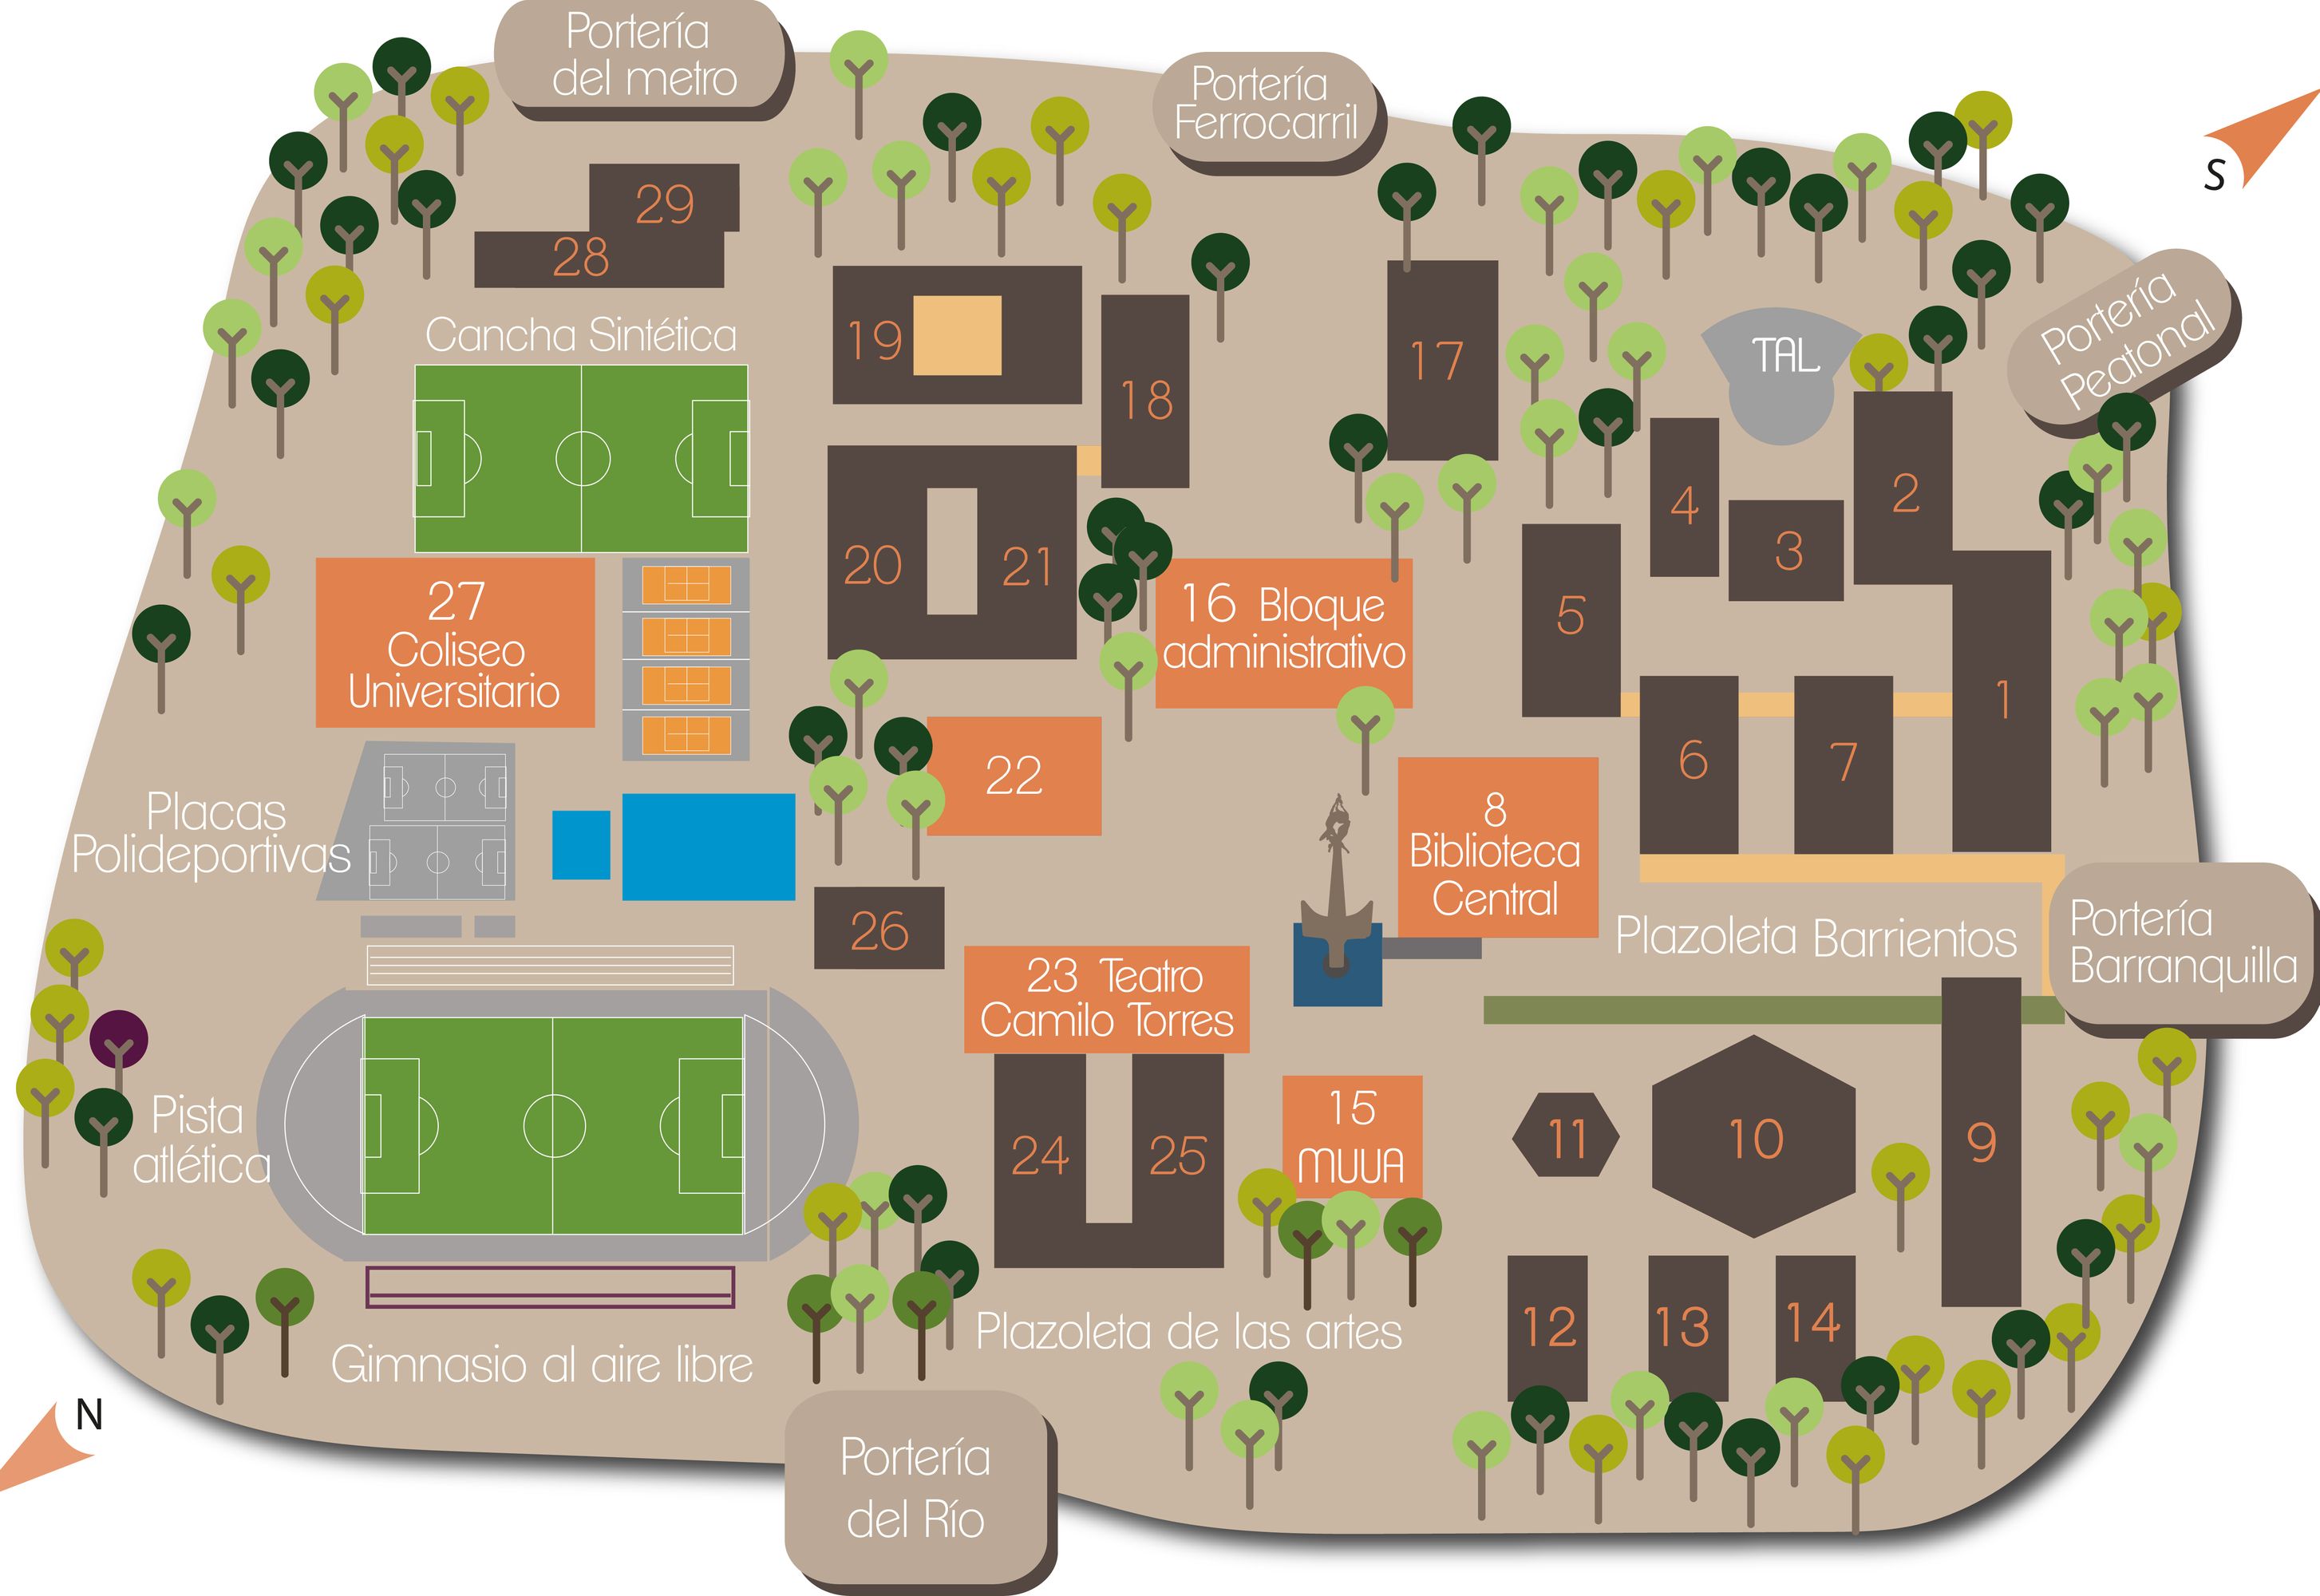 Portería
del metro
Portería
Ferrocarril
S
Portería
Peatonal
29
28
Cancha Sintética
19
18
17
TAL
4
3
2
20
21
27
Coliseo
Universitario
16 Bloque
administrativo
5
1
6
7
22
8
Biblioteca
Central
Placas
Polideportivas
26
23 Teatro
Camilo Torres
Plazoleta Barrientos
Portería
Barranquilla
Pista
atlética
24
25
15
MUUA
11
10
9
12
13
14
Plazoleta de las artes
Gimnasio al aire libre
N
Portería
del Río